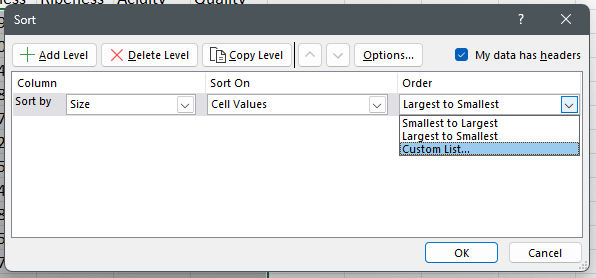 Ripeness Acidity Quality
Sort
? ×
Add Level Delete Level Copy Level Options... My data has headers
Column Sort On Order
Sort by Size Cell Values Largest to Smallest
Smallest to Largest
Largest to Smallest
Custom List...
OK Cancel